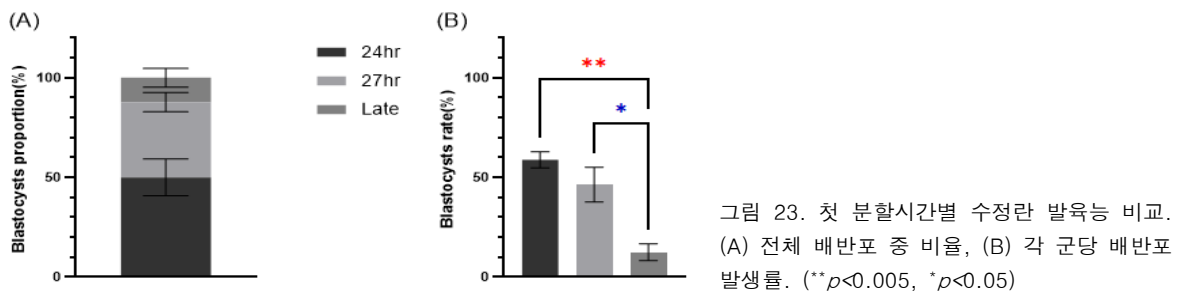 (A)
Blastocysts proportion(%)
100
50
0
24hr
27hr
Late
(B)
Blastocysts rate(%)
100
50
0
**
*
그림 23. 첫 분할시간별 수정란 발육능 비교.
(A) 전체 배반포 중 비율, (B) 각 군당 배반포
발생률. (**p<0.005, *p<0.05)